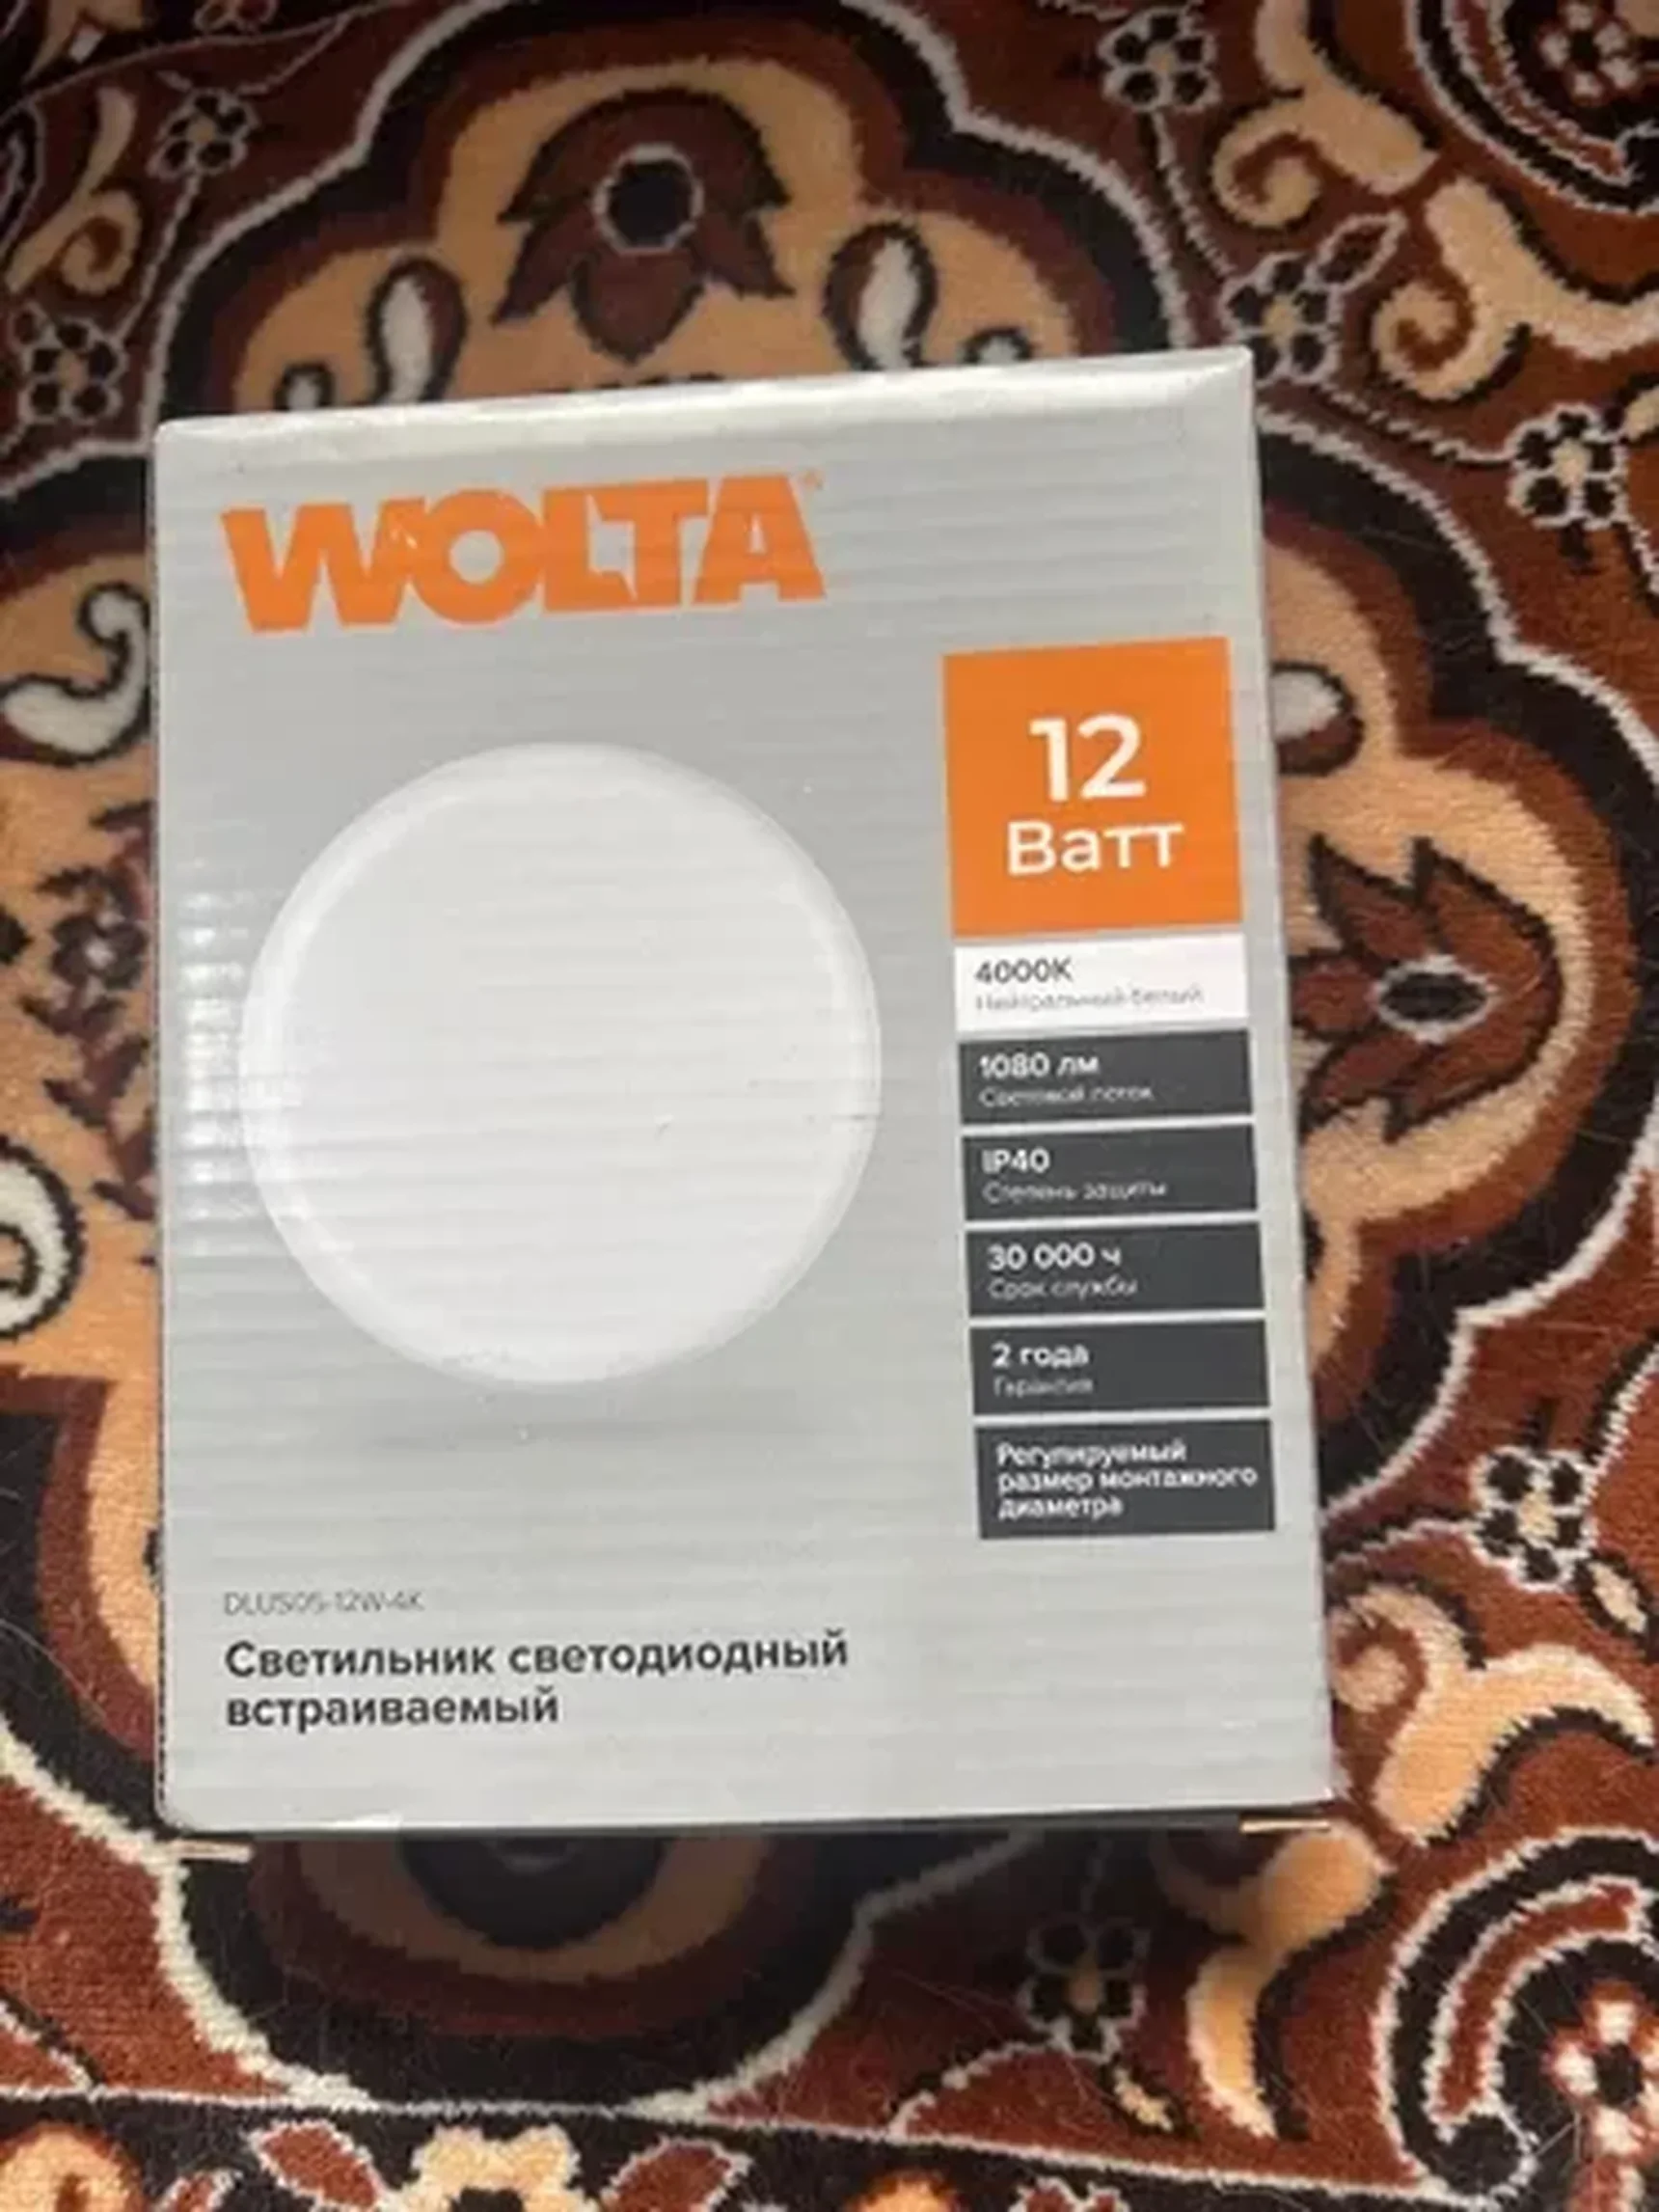 WOLTA®
12
Ватт
4000К
Нейтральный белый
1080 лм
Световой поток
IP40
Степень защиты
30 000 ч
Срок службы
2 года
Гарантия
Регулируемый
размер монтажного
диаметра
DLUS05-12W-4K
Светильник светодиодный
встраиваемый